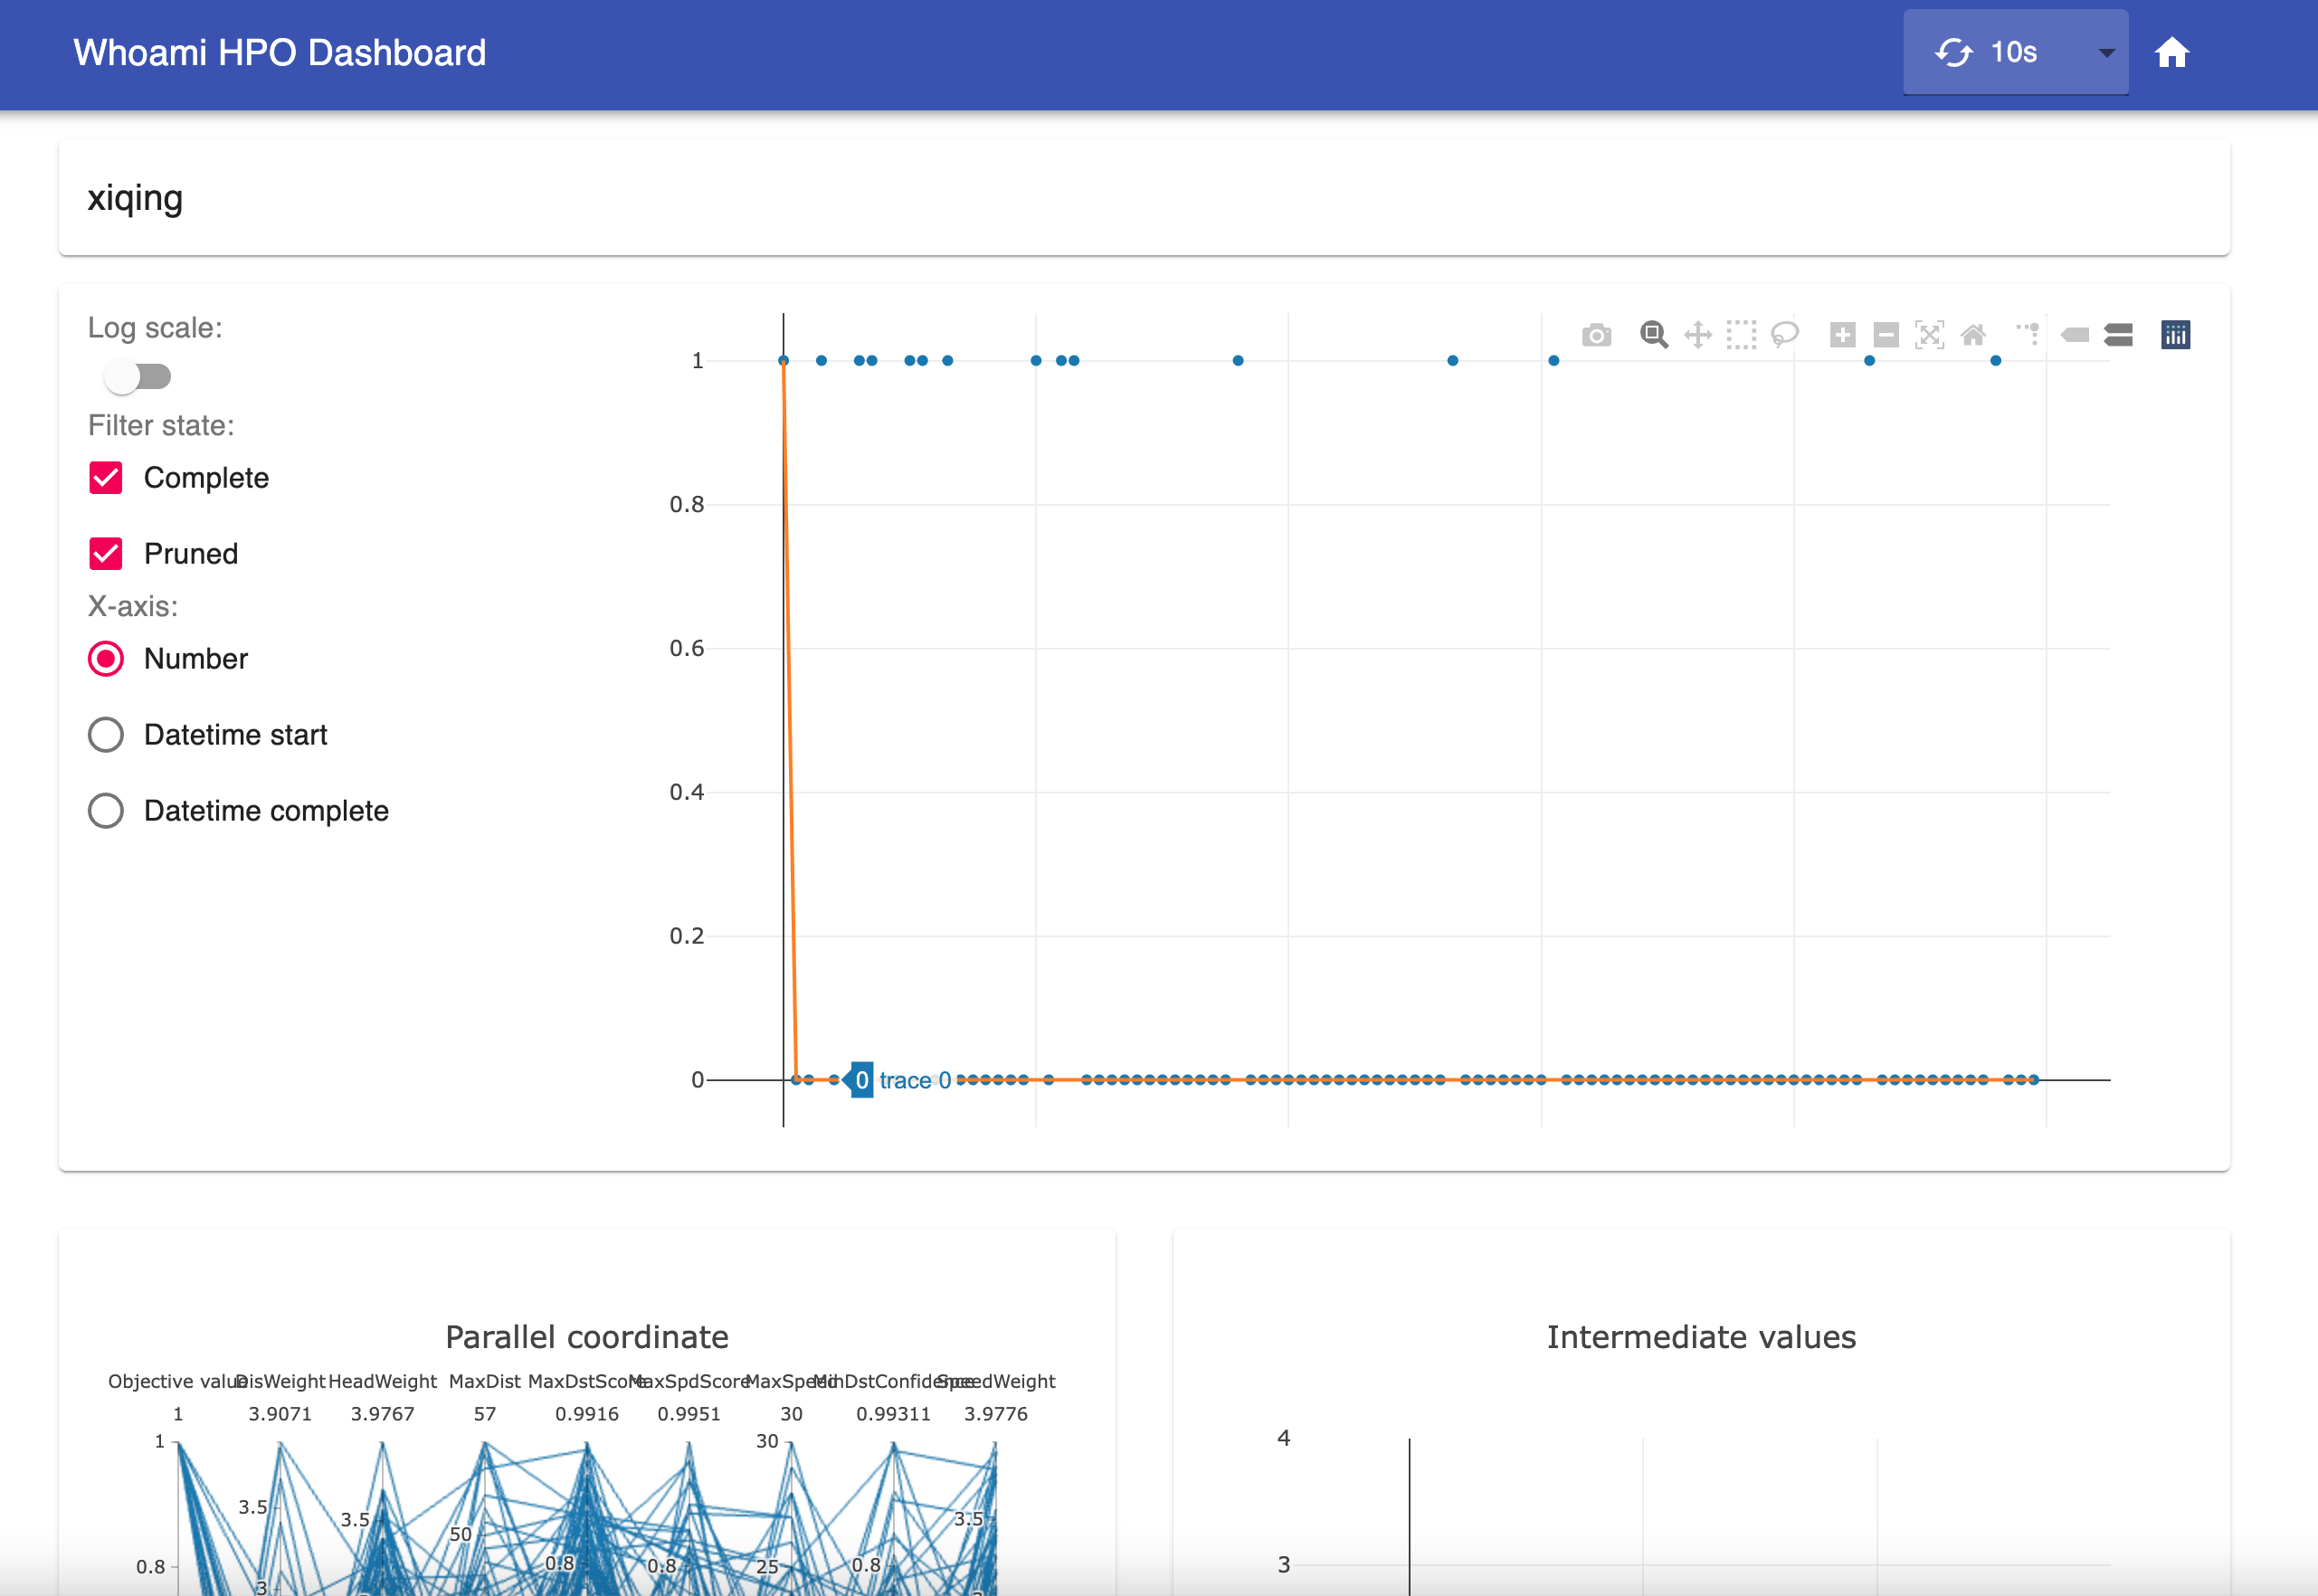 Whoami HPO Dashboard
10s
xiqing
Log scale:
Filter state:
Complete
Pruned
X-axis:
Number
Datetime start
Datetime complete
1
0.8
0.6
0.4
0.2
0
0 trace 0
Parallel coordinate
Objective value DisWeight HeadWeight MaxDist MaxDstScore MaxSpdScore MaxSpeed MinDstConfidence SpeedWeight
1 3.9071 3.9767 57 0.9916 0.9951 30 0.99311 3.9776
1 30
3.5 3.5 50 3.5
0.8 0.8 0.8 25 0.8
3
Intermediate values
4
3